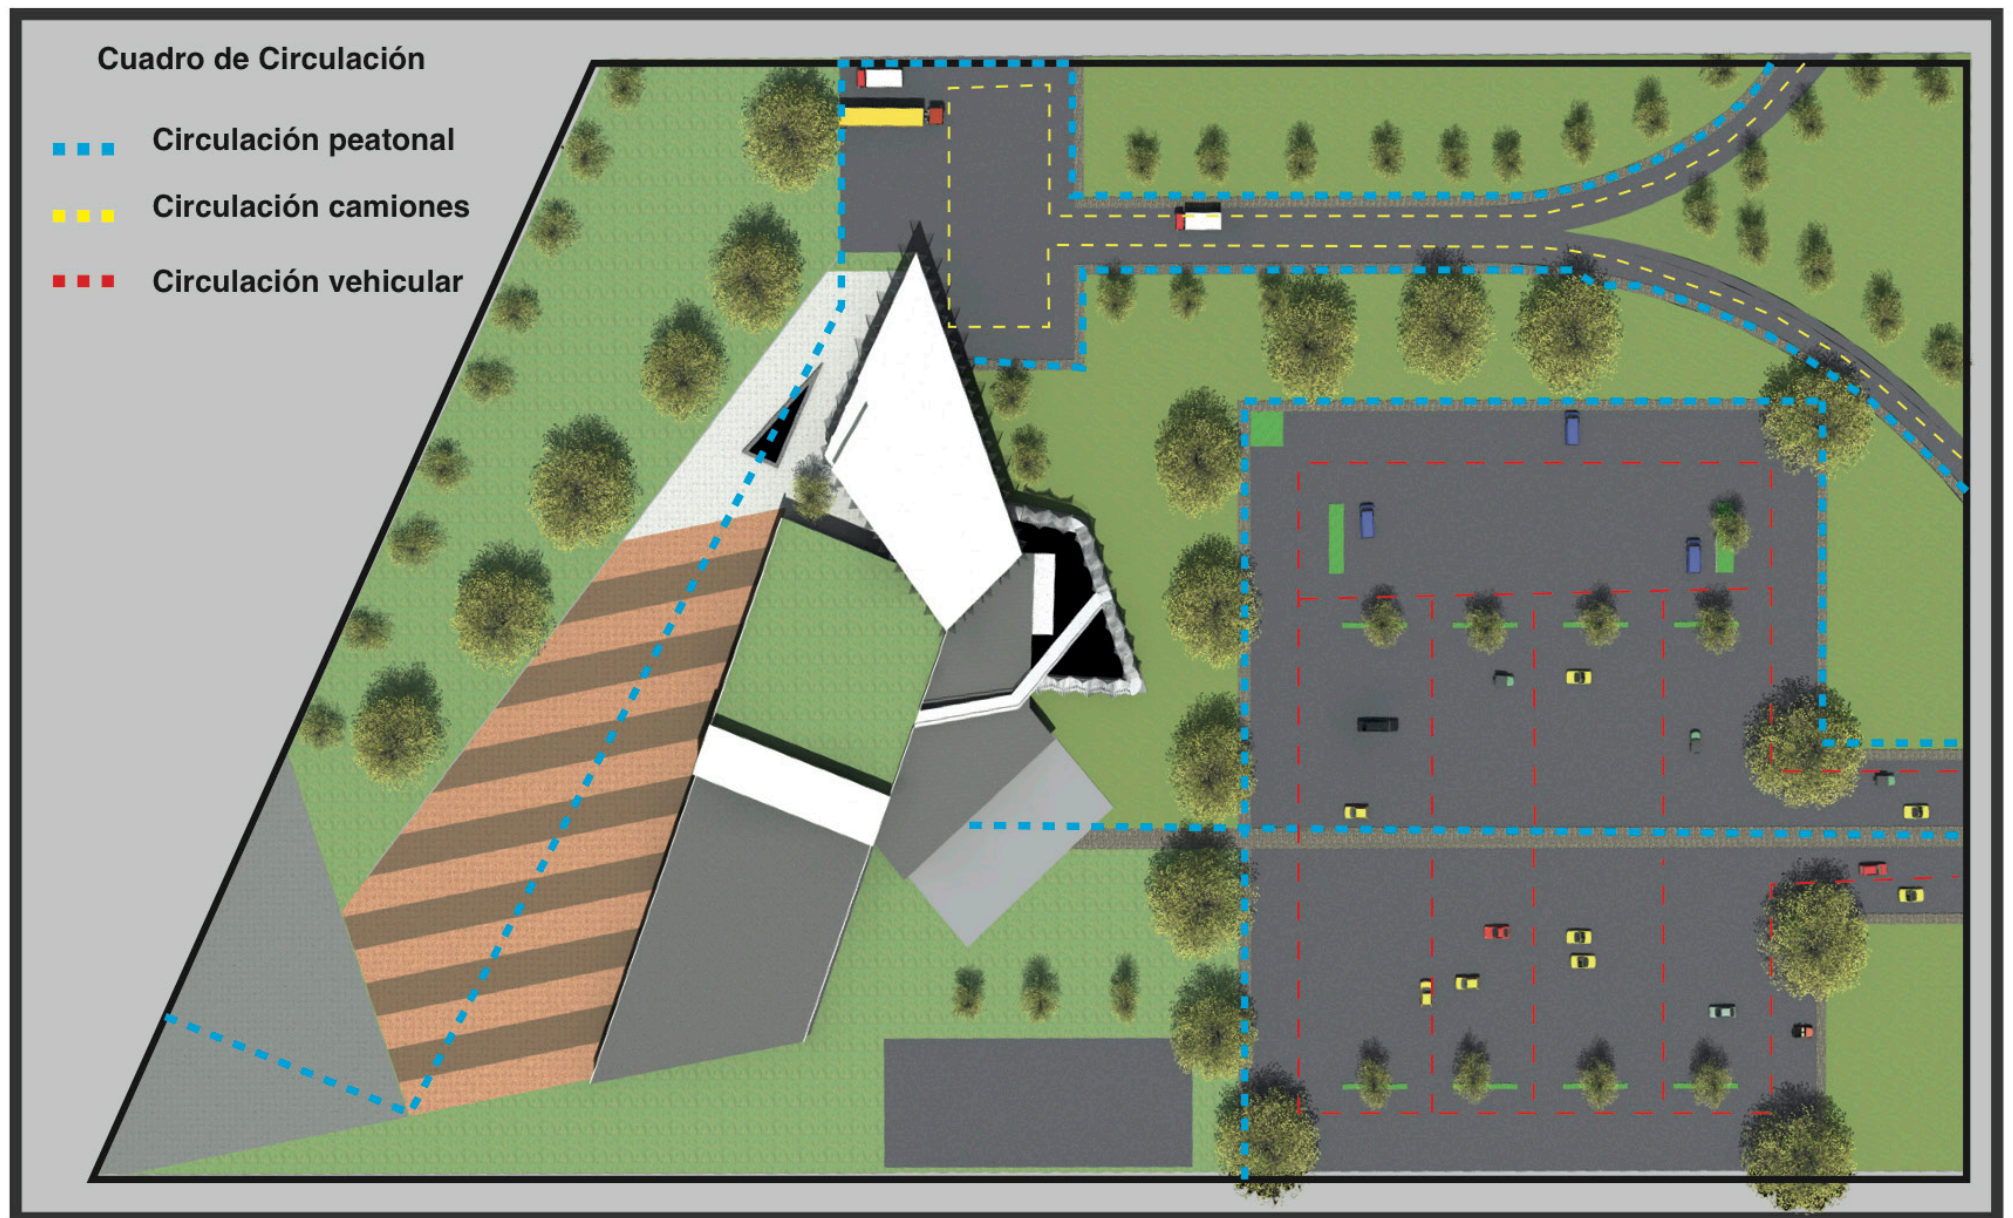 Cuadro de Circulación
Circulación peatonal
Circulación camiones
Circulación vehicular